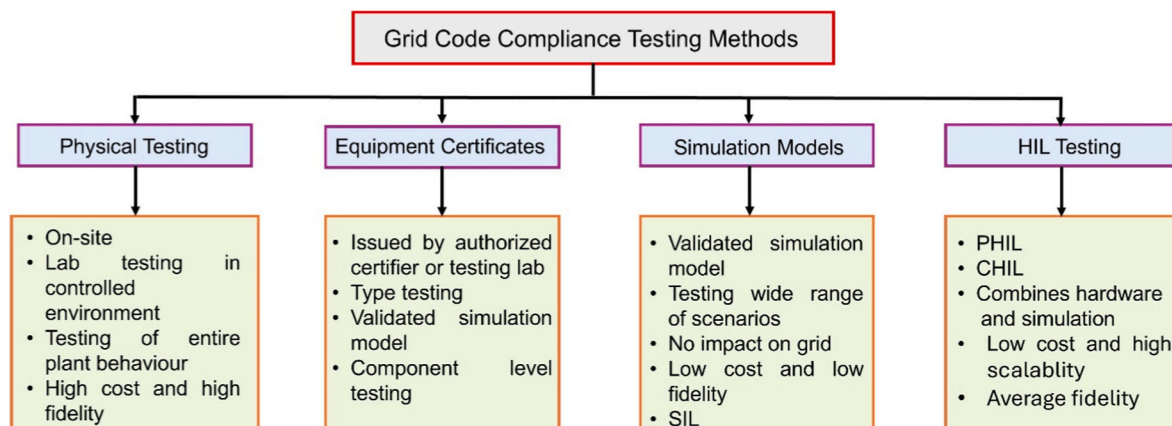 Grid Code Compliance Testing Methods
Physical Testing
Equipment Certificates
Simulation Models
HIL Testing
• On-site
• Lab testing in
controlled
environment
• Testing of entire
plant behaviour
• High cost and high
fidelity
• Issued by authorized
certifier or testing lab
• Type testing
• Validated simulation
model
• Component level
testing
• Validated simulation
model
• Testing wide range
of scenarios
• No impact on grid
• Low cost and low
fidelity
• SIL
• PHIL
• CHIL
• Combines hardware
and simulation
• Low cost and high
scalablity
• Average fidelity